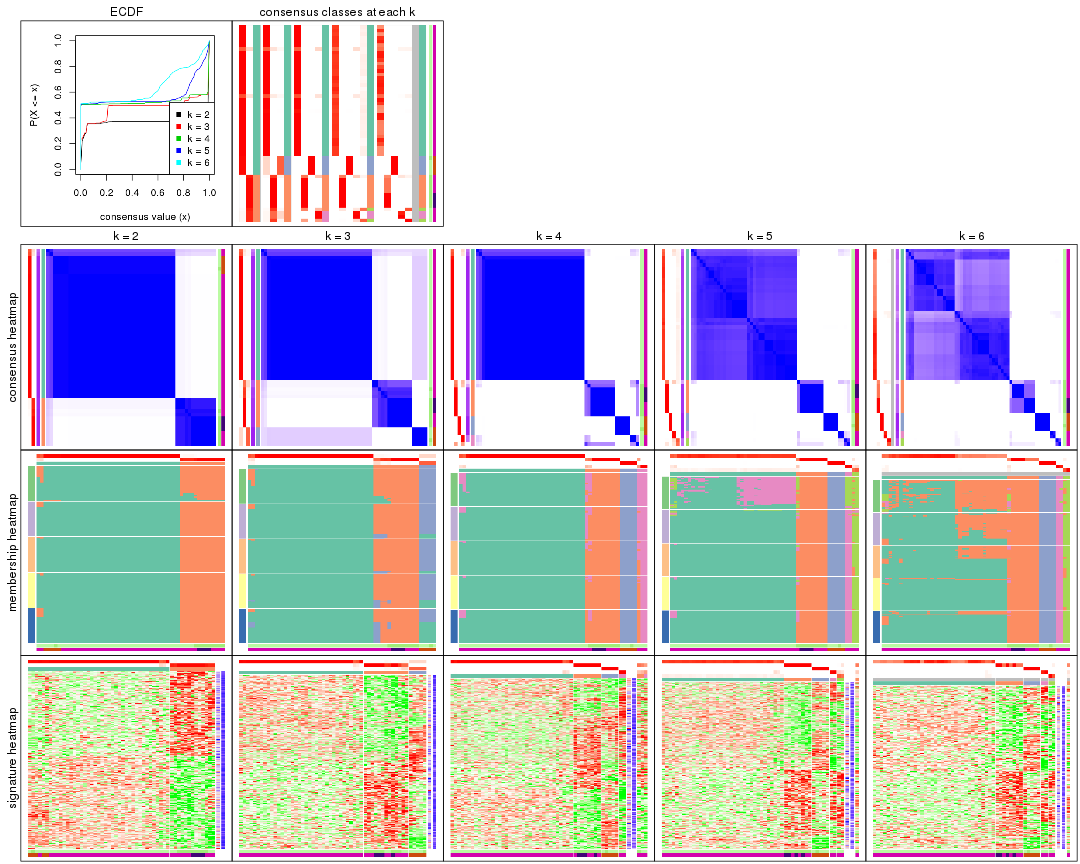 ECDF
consensus classes at each k
P(X <= x)
0.0 0.2 0.4 0.6 0.8 1.0
k = 2
k = 3
k = 4
k = 5
k = 6
0.0 0.2 0.4 0.6 0.8 1.0
consensus value (x)
k = 2
k = 3
k = 4
k = 5
k = 6
consensus heatmap
membership heatmap
signature heatmap